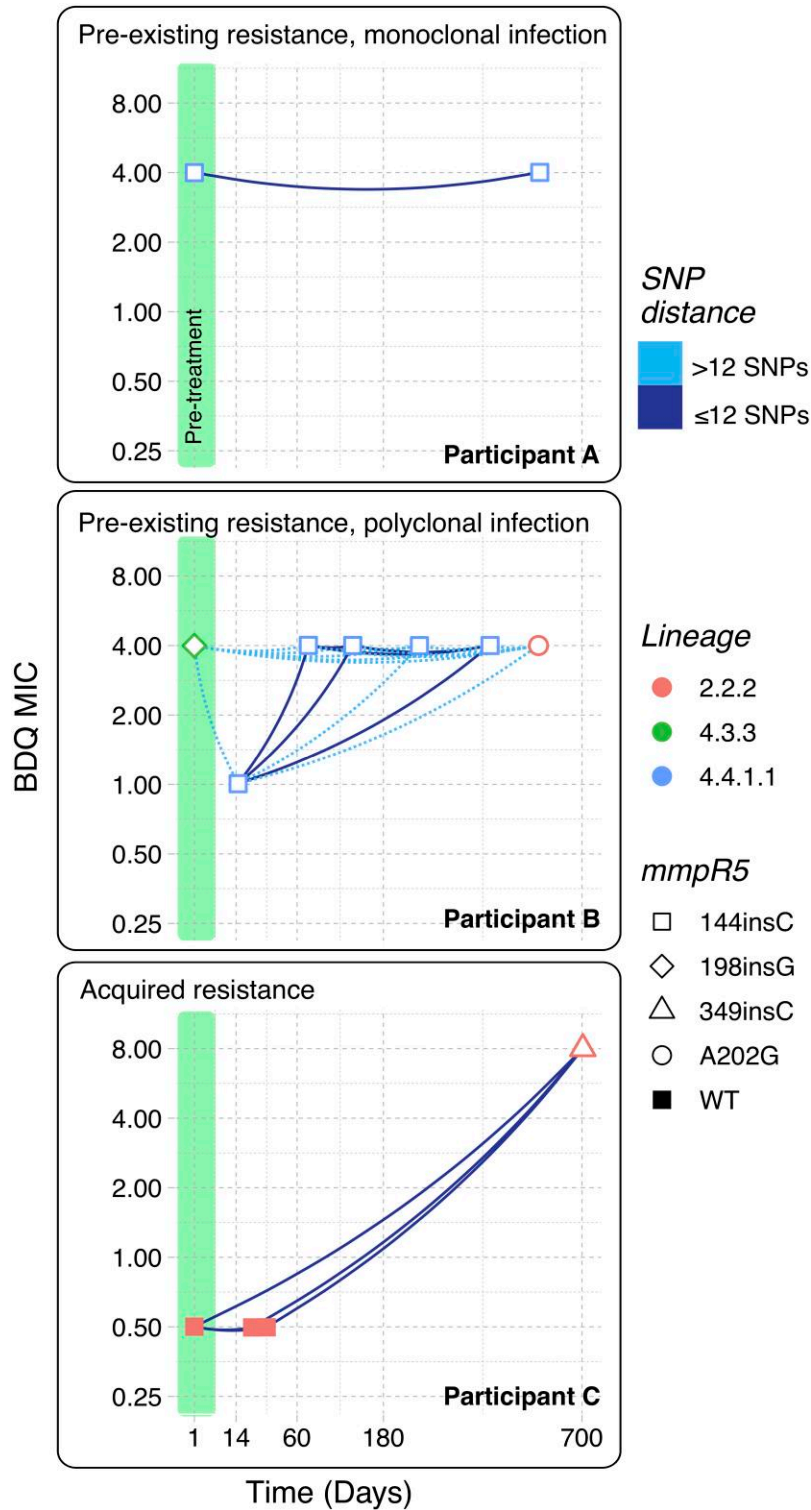 Pre-existing resistance, monoclonal infection
8.00
4.00
2.00
1.00
0.50
0.25
Pre-treatment
Participant A
Pre-existing resistance, polyclonal infection
8.00
4.00
2.00
1.00
0.50
0.25
Participant B
BDQ MIC
Acquired resistance
8.00
4.00
2.00
1.00
0.50
0.25
Participant C
1 14 60 180 700
Time (Days)
SNP
distance
>12 SNPs
≤12 SNPs
Lineage
2.2.2
4.3.3
4.4.1.1
mmpR5
144insC
198insG
349insC
A202G
WT